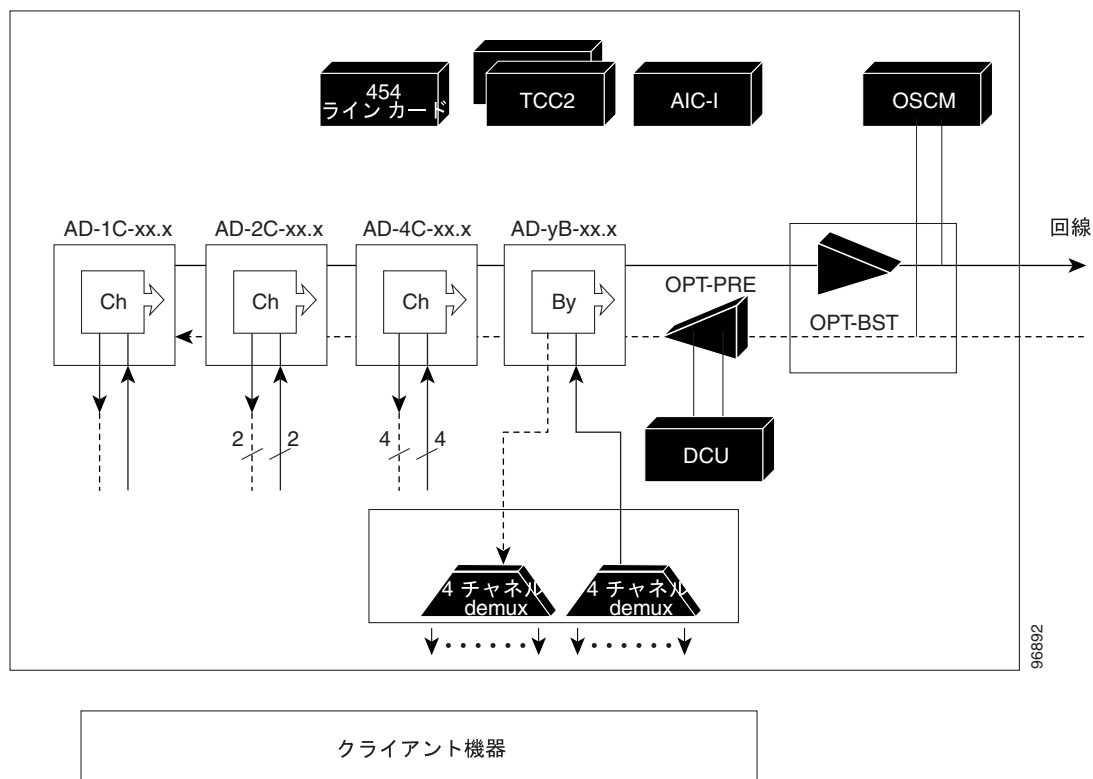 454
ライン カード
TCC2
AIC-I
OSCM
AD-1C-xx.x
AD-2C-xx.x
AD-4C-xx.x
AD-yB-xx.x
回線
Ch
Ch
Ch
By
OPT-PRE
OPT-BST
2
2
4
4
DCU
4 チャネル
demux
4 チャネル
demux
96892
クライアント機器